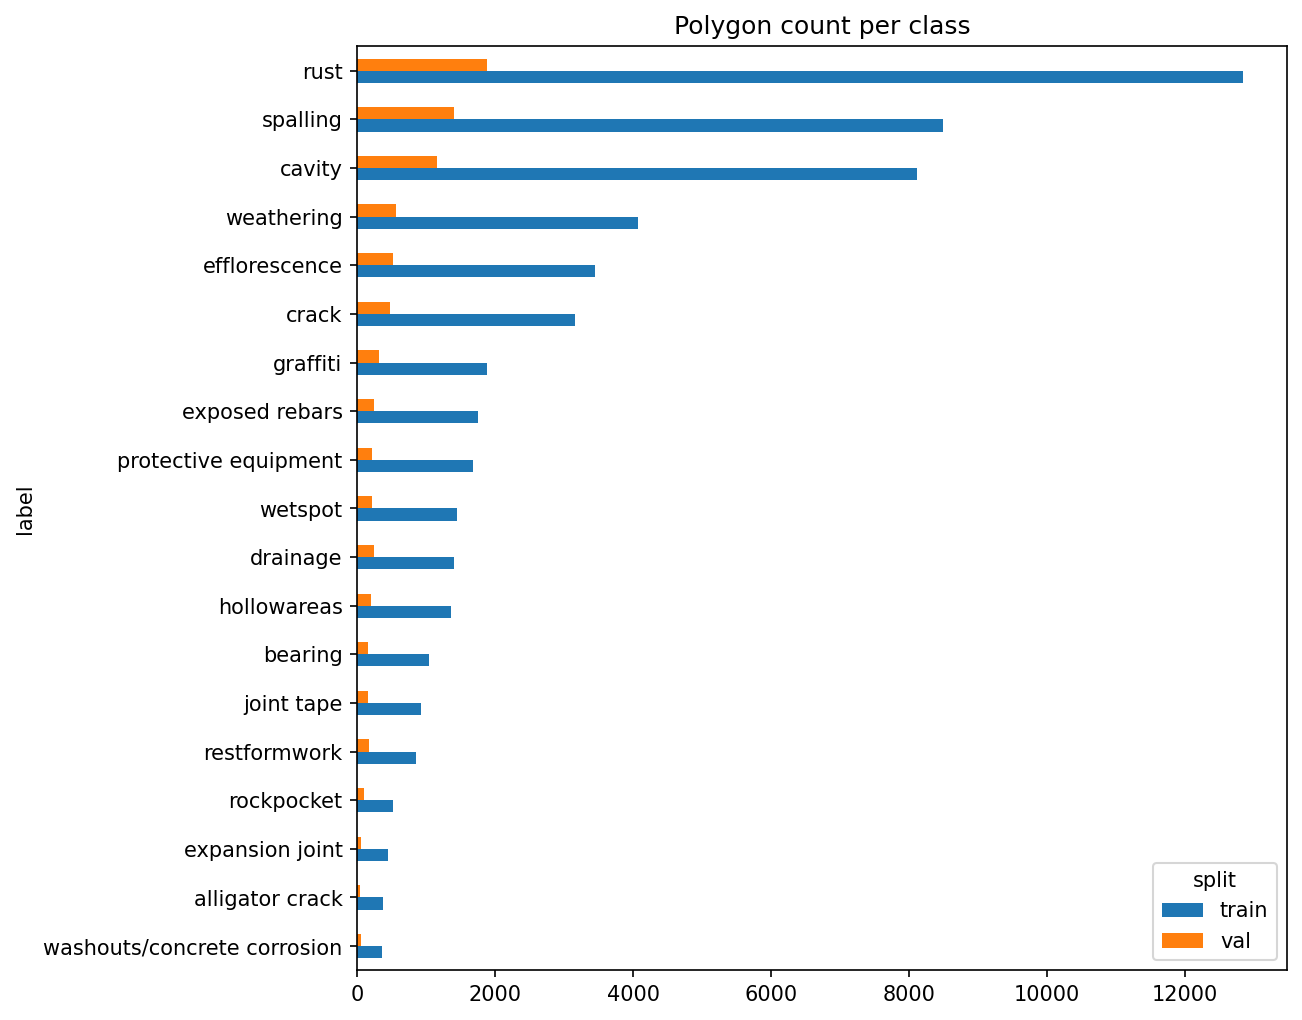 Polygon count per class
rust
spalling
cavity
weathering
efflorescence
crack
graffiti
exposed rebars
protective equipment
wetspot
drainage
hollowareas
bearing
joint tape
restformwork
rockpocket
expansion joint
alligator crack
washouts/concrete corrosion
label
0 2000 4000 6000 8000 10000 12000
split
train
val